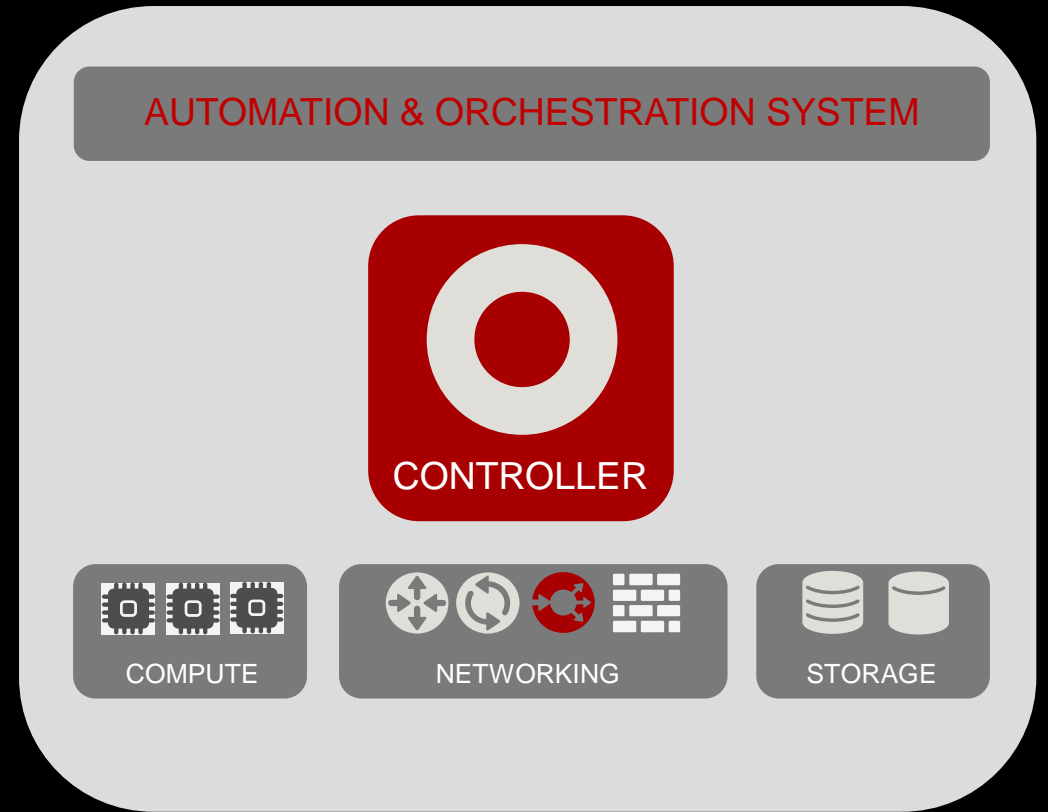 AUTOMATION & ORCHESTRATION SYSTEM
CONTROLLER
COMPUTE
NETWORKING
STORAGE